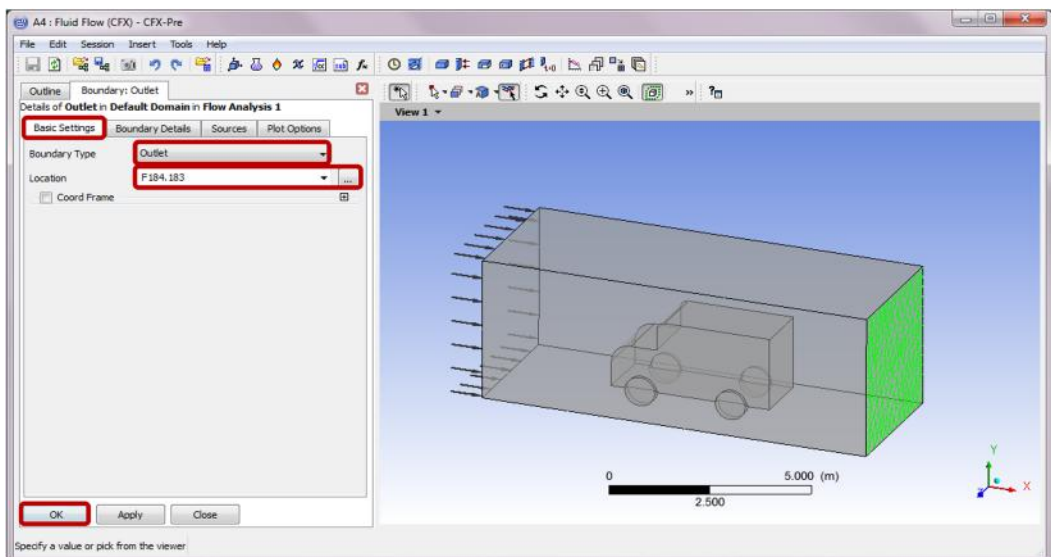 A4 : Fluid Flow (CFX) - CFX-Pre
File Edit Session Insert Tools Help
Outline Boundary: Outlet
Details of Outlet in Default Domain in Flow Analysis 1
Basic Settings Boundary Details Sources Plot Options
Boundary Type Outlet
Location F184.183 ...
Coord Frame
OK Apply Close
Specify a value or pick from the viewer
View 1
0 5.000 (m)
2.500
Y
X